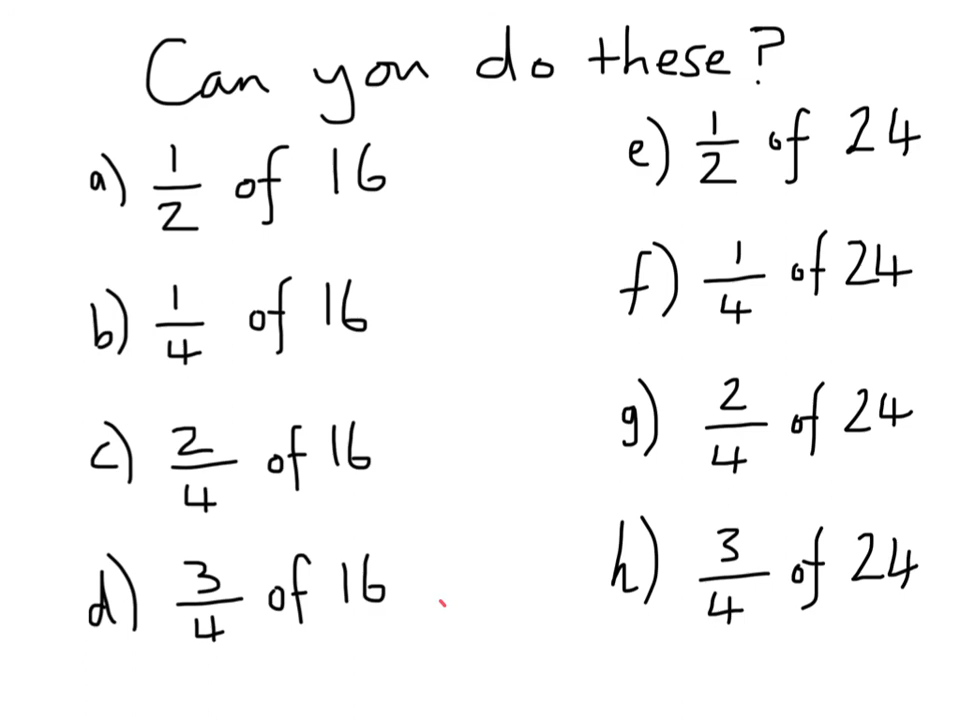 Can you do these?
a) 1/2 of 16
b) 1/4 of 16
c) 2/4 of 16
d) 3/4 of 16
e) 1/2 of 24
f) 1/4 of 24
g) 2/4 of 24
h) 3/4 of 24